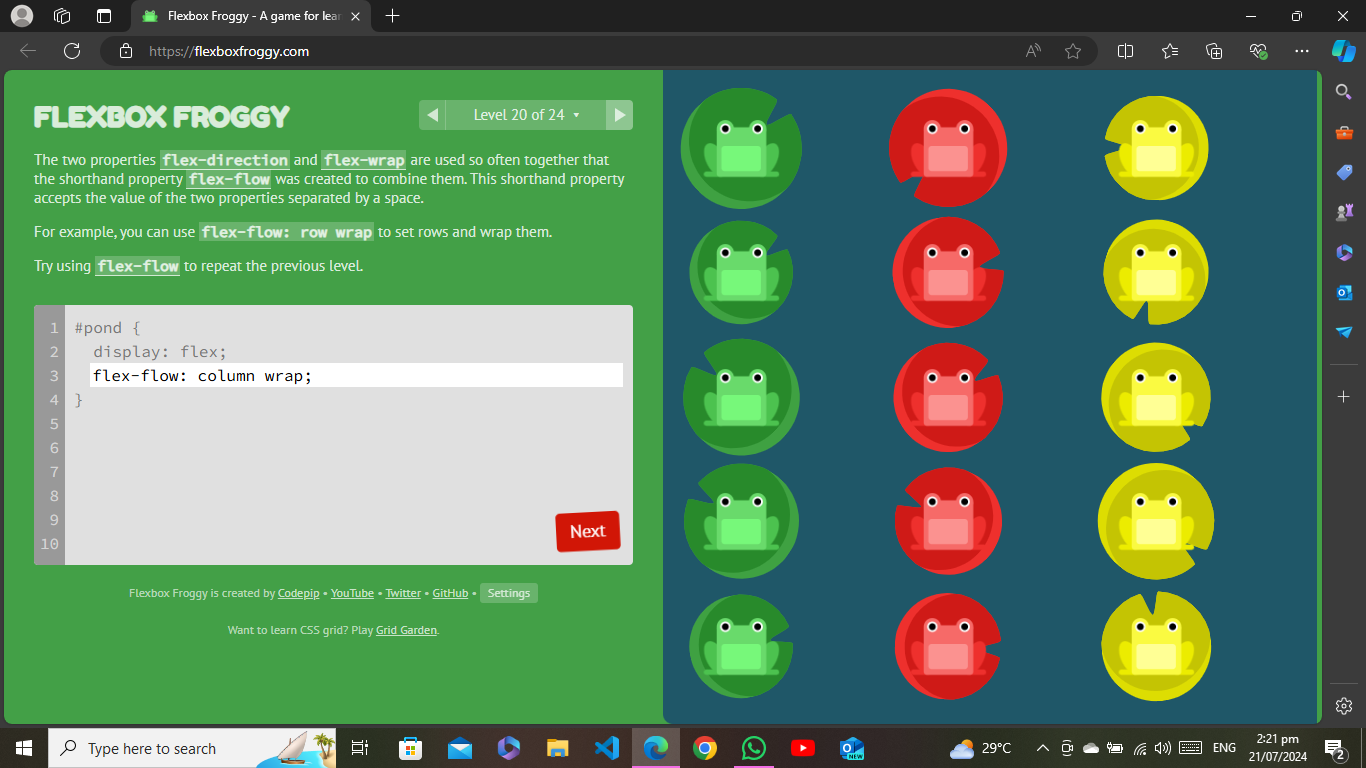 Flexbox Froggy - A game for lear
https://flexboxfroggy.com
FLEXBOX FROGGY
Level 20 of 24
The two properties flex-direction and flex-wrap are used so often together that
the shorthand property flex-flow was created to combine them. This shorthand property
accepts the value of the two properties separated by a space.
For example, you can use flex-flow: row wrap to set rows and wrap them.
Try using flex-flow to repeat the previous level.
1 #pond {
2 display: flex;
3 flex-flow: column wrap;
4 }
5
6
7
8
9
10
Next
Flexbox Froggy is created by Codepip • YouTube • Twitter • GitHub • Settings
Want to learn CSS grid? Play Grid Garden.
Type here to search
NEW
29°C
ENG
2:21 pm
21/07/2024
2